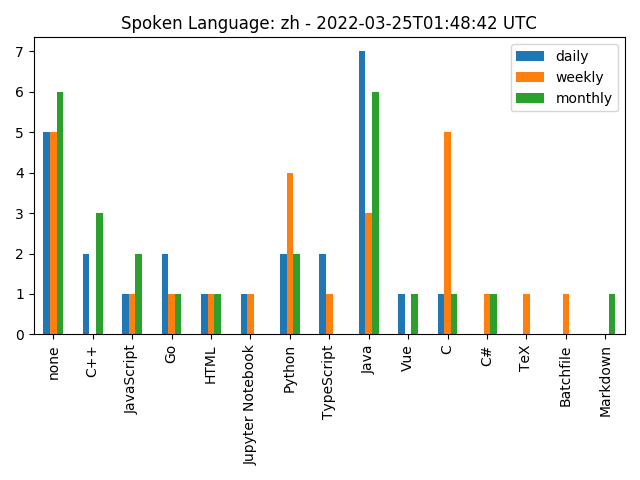 Spoken Language: zh - 2022-03-25T01:48:42 UTC
daily
weekly
monthly
7
6
5
4
3
2
1
0
none
C++
JavaScript
Go
HTML
Jupyter Notebook
Python
TypeScript
Java
Vue
C
C#
TeX
Batchfile
Markdown